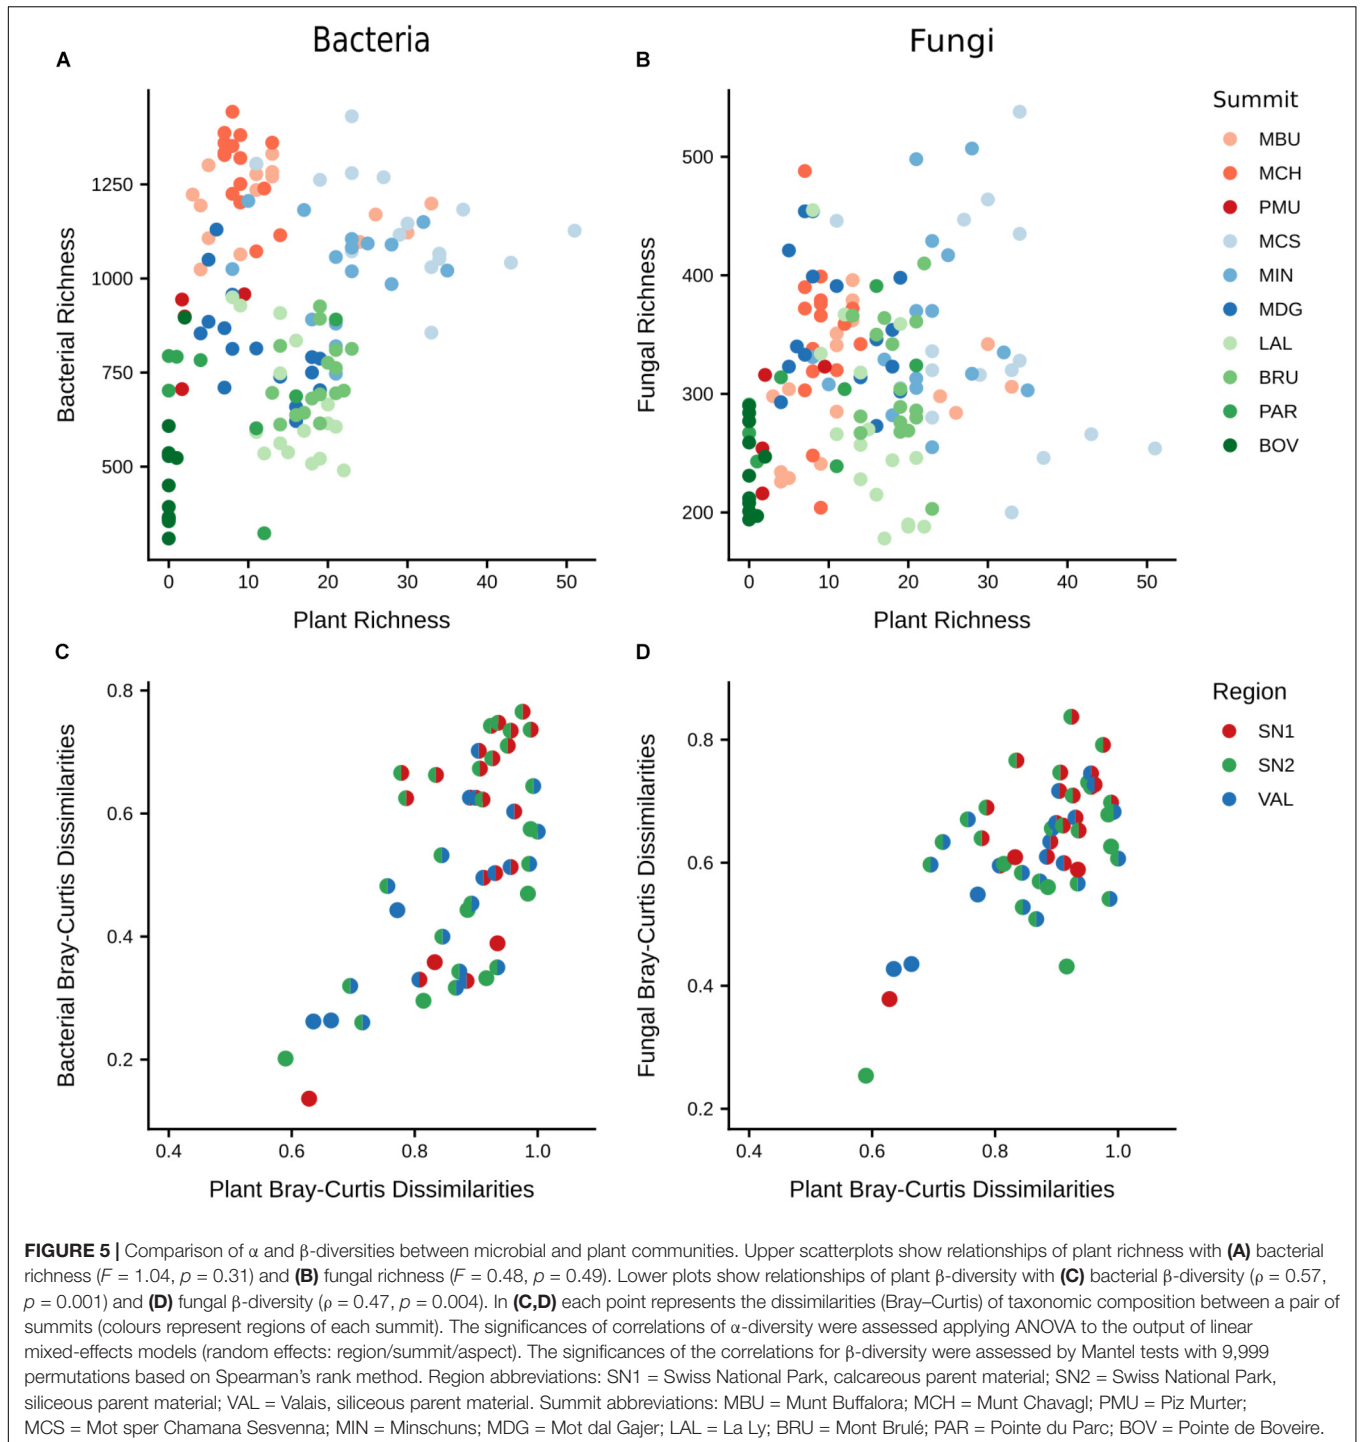 Bacteria
Fungi
A
B
Summit
MBU
MCH
PMU
MCS
MIN
MDG
LAL
BRU
PAR
BOV
Bacterial Richness
1250
1000
750
500
0 10 20 30 40 50
Plant Richness
Fungal Richness
500
400
300
200
0 10 20 30 40 50
Plant Richness
C
D
Region
SN1
SN2
VAL
Bacterial Bray-Curtis Dissimilarities
0.8
0.6
0.4
0.2
0.4 0.6 0.8 1.0
Plant Bray-Curtis Dissimilarities
Fungal Bray-Curtis Dissimilarities
0.8
0.6
0.4
0.2
0.4 0.6 0.8 1.0
Plant Bray-Curtis Dissimilarities
FIGURE 5 | Comparison of α and β-diversities between microbial and plant communities. Upper scatterplots show relationships of plant richness with (A) bacterial
richness (F = 1.04, p = 0.31) and (B) fungal richness (F = 0.48, p = 0.49). Lower plots show relationships of plant β-diversity with (C) bacterial β-diversity (ρ = 0.57,
p = 0.001) and (D) fungal β-diversity (ρ = 0.47, p = 0.004). In (C,D) each point represents the dissimilarities (Bray–Curtis) of taxonomic composition between a pair of
summits (colours represent regions of each summit). The significances of correlations of α-diversity were assessed applying ANOVA to the output of linear
mixed-effects models (random effects: region/summit/aspect). The significances of the correlations for β-diversity were assessed by Mantel tests with 9,999
permutations based on Spearman's rank method. Region abbreviations: SN1 = Swiss National Park, calcareous parent material; SN2 = Swiss National Park,
siliceous parent material; VAL = Valais, siliceous parent material. Summit abbreviations: MBU = Munt Buffalora; MCH = Munt Chavagl; PMU = Piz Murter;
MCS = Mot sper Chamana Sesvenna; MIN = Minschuns; MDG = Mot dal Gajer; LAL = La Ly; BRU = Mont Brulé; PAR = Pointe du Parc; BOV = Pointe de Boveire.